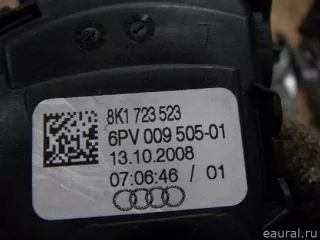 8K1 723 523
6PV 009 505-01
13.10.2008
07:06:46 / 01
eaural.ru